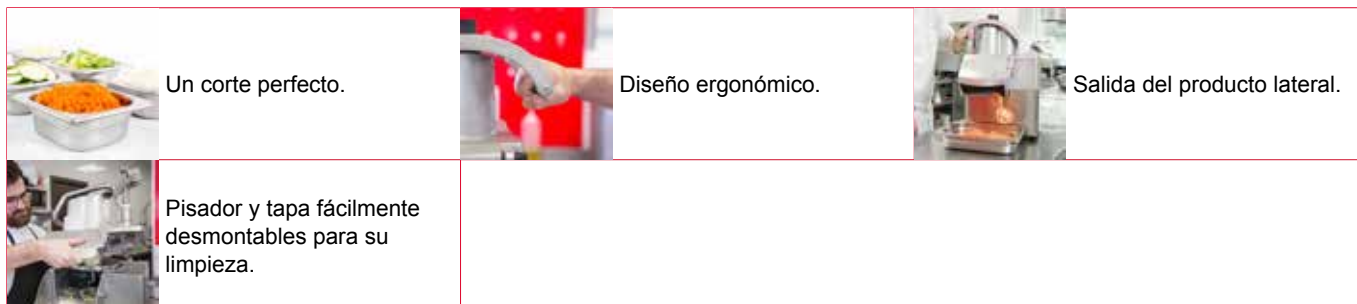 Un corte perfecto.
Diseño ergonómico.
Salida del producto lateral.
Pisador y tapa fácilmente
desmontables para su
limpieza.